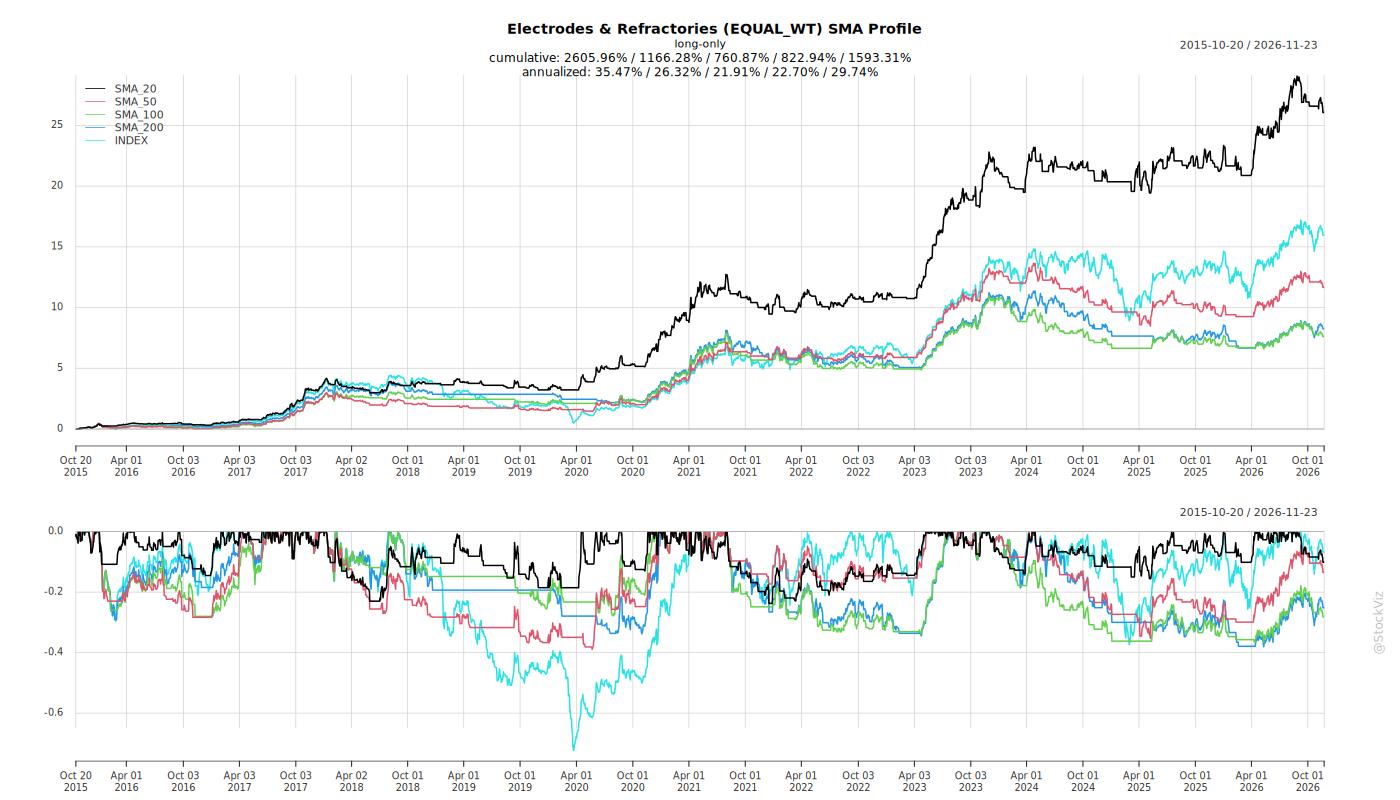 Electrodes & Refractories (EQUAL_WT) SMA Profile
long-only
cumulative: 2605.96% / 1166.28% / 760.87% / 822.94% / 1593.31%
annualized: 35.47% / 26.32% / 21.91% / 22.70% / 29.74%
2015-10-20 / 2026-11-23
SMA_20
SMA_50
SMA_100
SMA_200
INDEX
25
20
15
10
5
0
Oct 20 Apr 01 Oct 03 Apr 03 Oct 03 Apr 02 Oct 01 Apr 01 Oct 01 Apr 01 Oct 01 Apr 01 Oct 01 Apr 01 Oct 03 Apr 03 Oct 03 Apr 01 Oct 01 Apr 01 Oct 01 Apr 01 Oct 01
2015 2016 2016 2017 2017 2018 2018 2019 2019 2020 2020 2021 2021 2022 2022 2023 2023 2024 2024 2025 2025 2026 2026
2015-10-20 / 2026-11-23
0.0
-0.2
-0.4
-0.6
Oct 20 Apr 01 Oct 03 Apr 03 Oct 03 Apr 02 Oct 01 Apr 01 Oct 01 Apr 01 Oct 01 Apr 01 Oct 01 Apr 01 Oct 03 Apr 03 Oct 03 Apr 01 Oct 01 Apr 01 Oct 01 Apr 01 Oct 01
2015 2016 2016 2017 2017 2018 2018 2019 2019 2020 2020 2021 2021 2022 2022 2023 2023 2024 2024 2025 2025 2026 2026
@StockViz